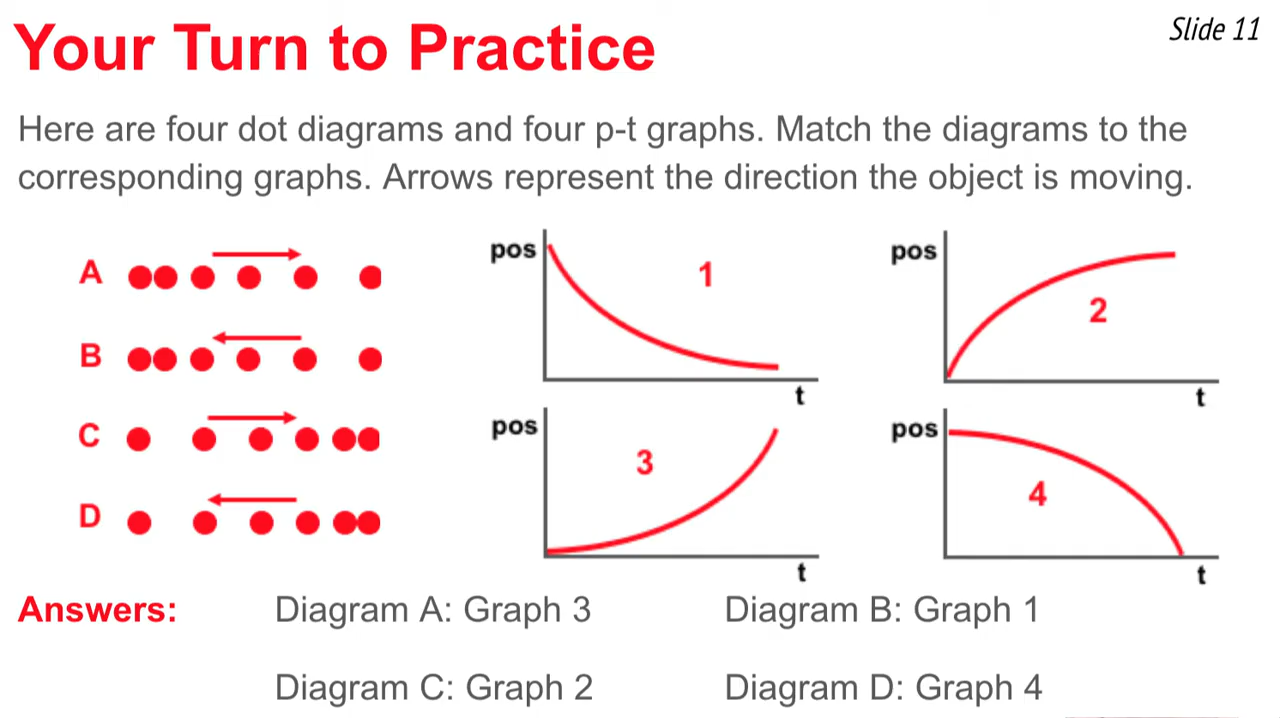 Your Turn to Practice
Slide 11
Here are four dot diagrams and four p-t graphs. Match the diagrams to the
corresponding graphs. Arrows represent the direction the object is moving.
A
B
C
D
pos
1
t
pos
2
t
pos
3
t
pos
4
t
Answers:
Diagram A: Graph 3
Diagram B: Graph 1
Diagram C: Graph 2
Diagram D: Graph 4